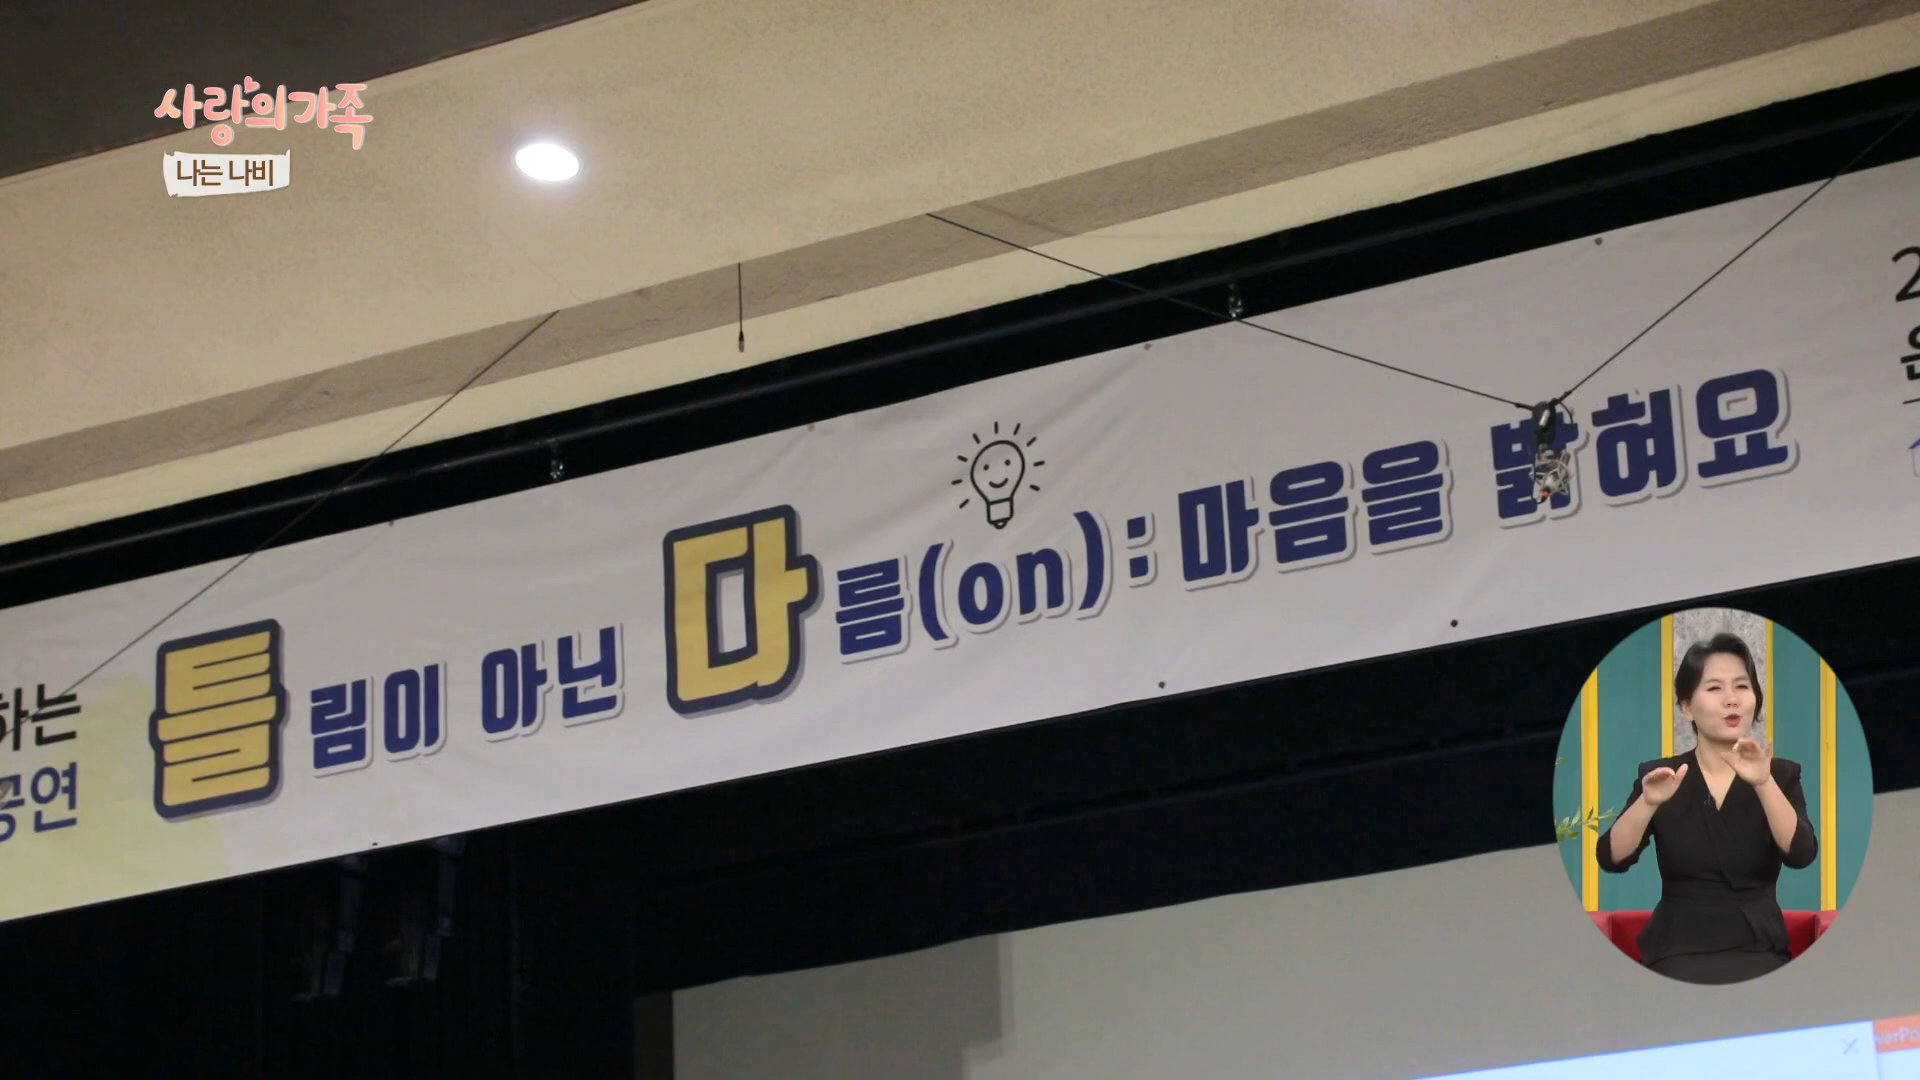 사랑의 가족
나는 나비
하는
공연
틀림이 아닌 다름(on): 마음을 밝혀요